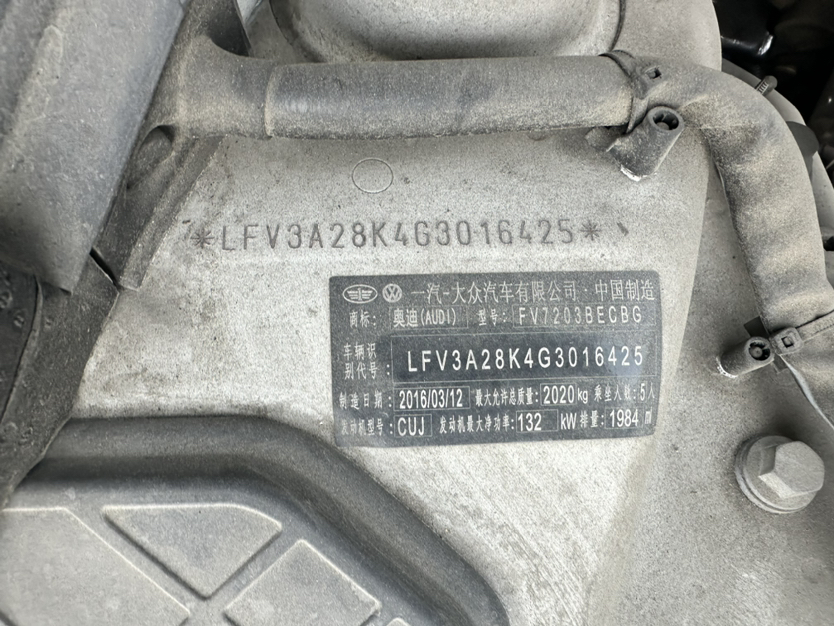 *LFV3A28K4G3016425*
一汽-大众汽车有限公司·中国制造
商标: 奥迪(AUDI) 型号: FV7203BECBG
车辆识别代号: LFV3A28K4G3016425
制造日期: 2016/03/12 最大允许总质量: 2020kg 乘坐人数: 5人
发动机型号: CUJ 发动机最大净功率: 132 kW 排量: 1984 ml